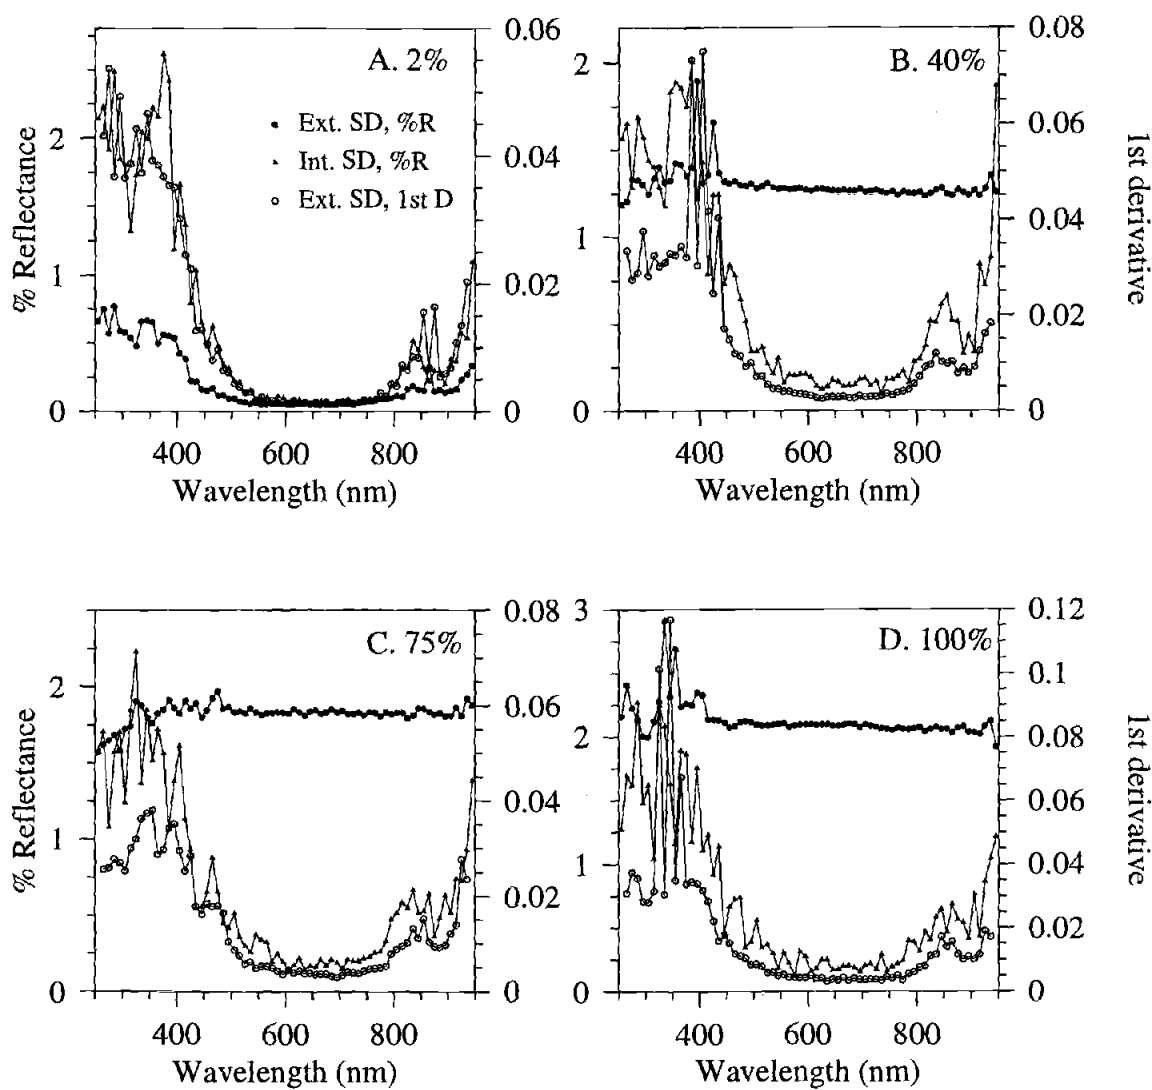 A. 2%
Ext. SD, %R
Int. SD, %R
Ext. SD, 1st D
% Reflectance
2
1
0
0.06
0.04
0.02
0
400 600 800
Wavelength (nm)
B. 40%
2
1
0
0.08
0.06
0.04
0.02
0
1st derivative
400 600 800
Wavelength (nm)
C. 75%
% Reflectance
2
1
0
0.08
0.06
0.04
0.02
0
400 600 800
Wavelength (nm)
D. 100%
3
2
1
0
0.12
0.1
0.08
0.06
0.04
0.02
0
1st derivative
400 600 800
Wavelength (nm)